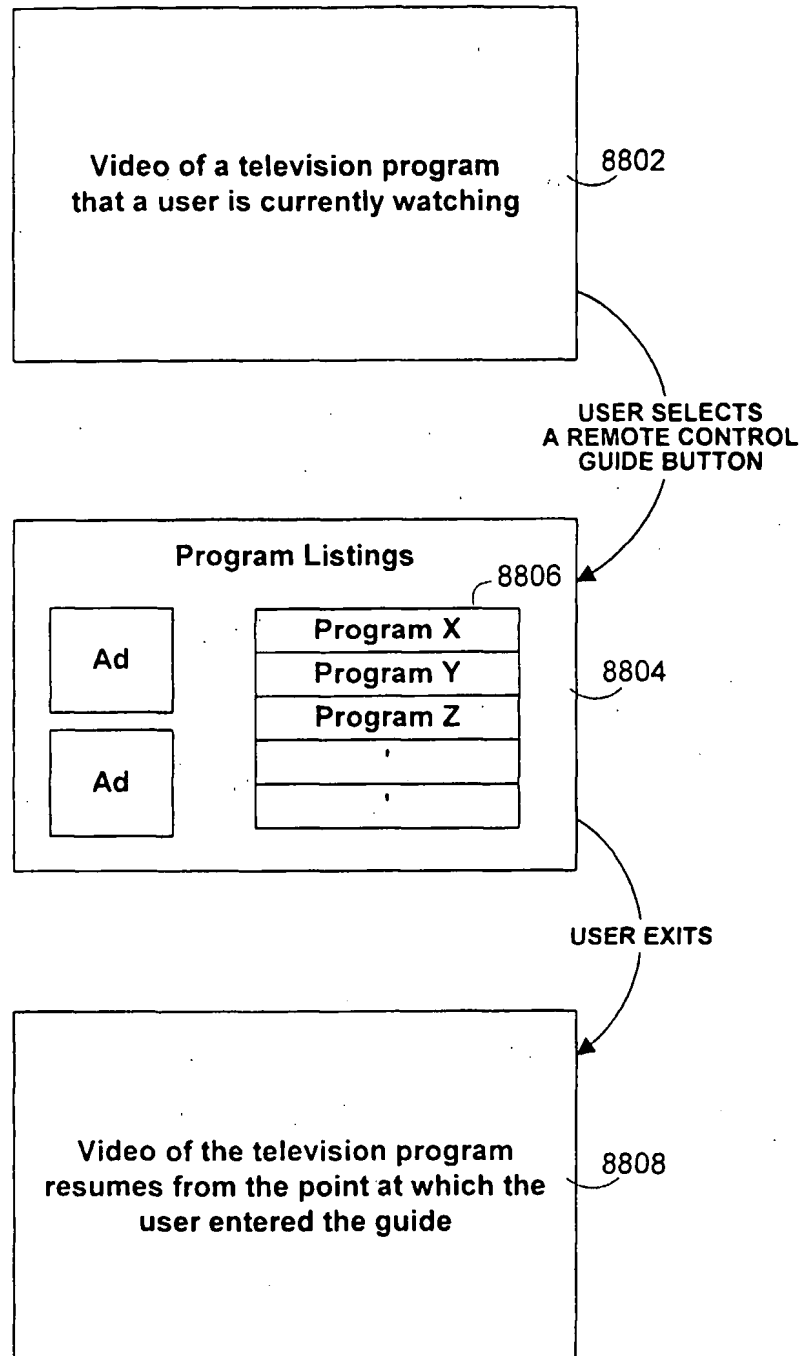 Video of a television program
that a user is currently watching
8802
USER SELECTS
A REMOTE CONTROL
GUIDE BUTTON
Program Listings
8806
Ad
Program X
Program Y
8804
Program Z
Ad
USER EXITS
Video of the television program
resumes from the point at which the
user entered the guide
8808